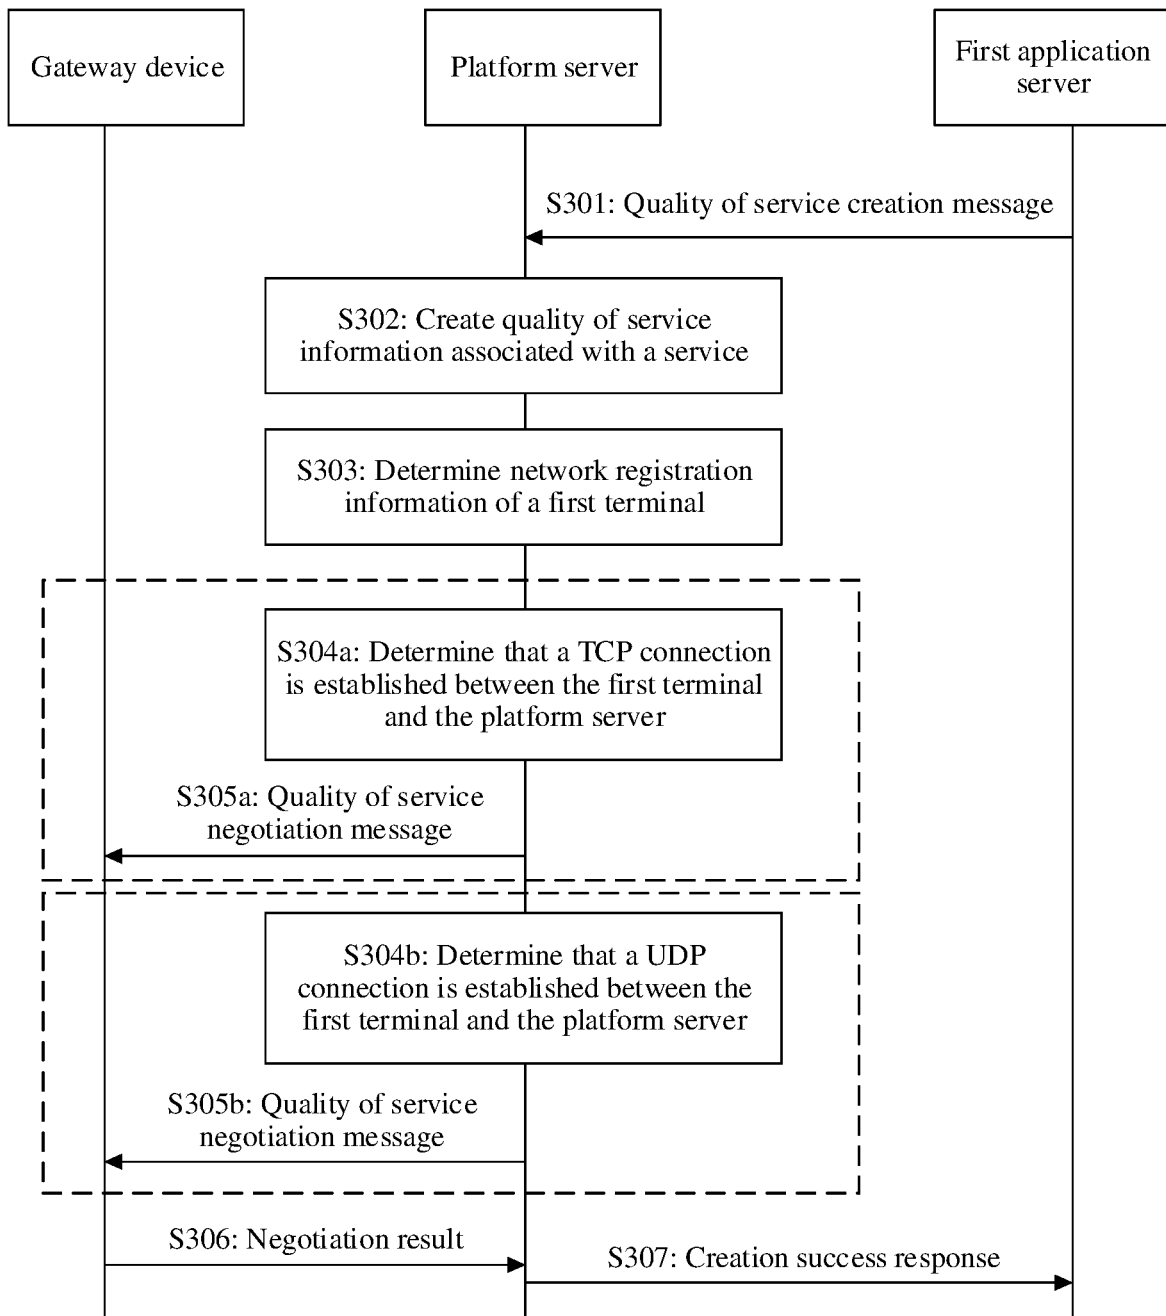 Gateway device
Platform server
First application
server
S301: Quality of service creation message
S302: Create quality of service
information associated with a service
S303: Determine network registration
information of a first terminal
S304a: Determine that a TCP connection
is established between the first terminal
and the platform server
S305a: Quality of service
negotiation message
S304b: Determine that a UDP
connection is established between the
first terminal and the platform server
S305b: Quality of service
negotiation message
S306: Negotiation result
S307: Creation success response